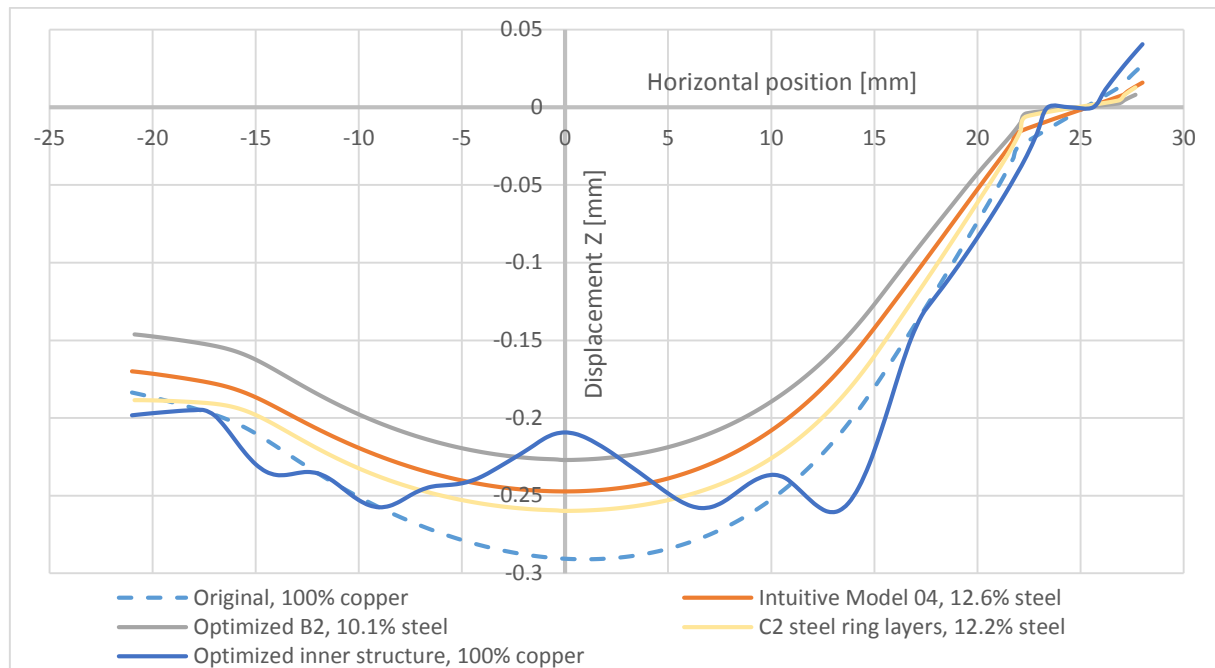 0.05
Horizontal position [mm]
0
-25 -20 -15 -10 -5 0 5 10 15 20 25 30
-0.05
-0.1
-0.15
-0.2
-0.25
-0.3
Displacement Z [mm]
Original, 100% copper
Intuitive Model 04, 12.6% steel
Optimized B2, 10.1% steel
C2 steel ring layers, 12.2% steel
Optimized inner structure, 100% copper